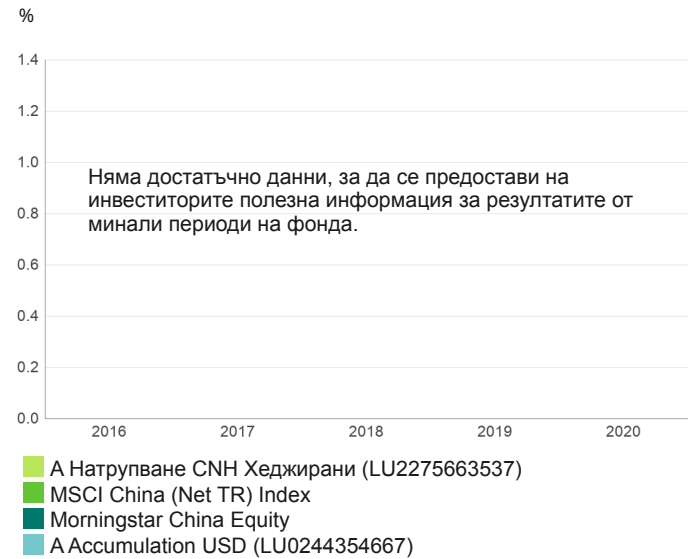 %
1.4
1.2
1.0
Няма достатъчно данни, за да се предостави на
инвеститорите полезна информация за резултатите от
0.8
минали периоди на фонда.
0.6
0.4
0.2
0.0
2016 2017 2018 2019 2020
А Натрупване CNH Хеджирани (LU2275663537)
MSCI China (Net TR) Index
Morningstar China Equity
A Accumulation USD (LU0244354667)